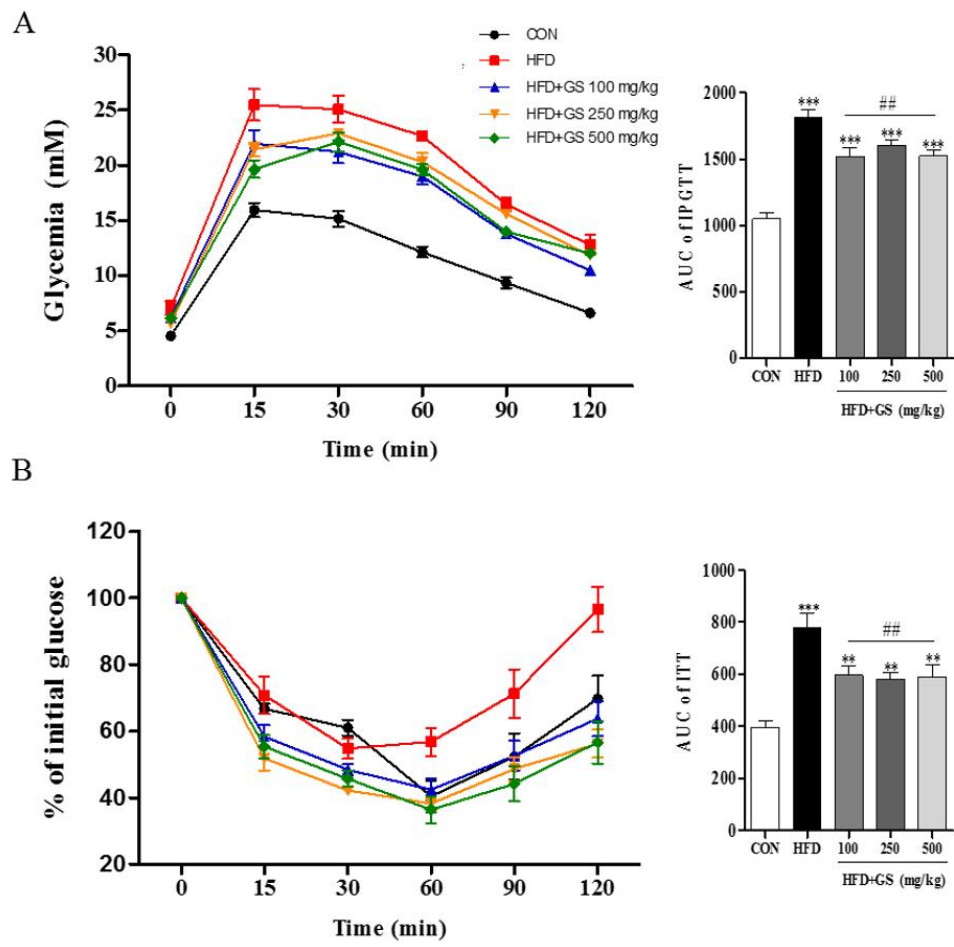 A
CON
HFD
HFD+GS 100 mg/kg
HFD+GS 250 mg/kg
HFD+GS 500 mg/kg
Glycemia (mM)
30
25
20
15
10
5
0
0 15 30 60 90 120
Time (min)
AUC of IPGTT
2000
1500
1000
500
0
*** *** *** ***
##
CON HFD 100 250 500
HFD+GS (mg/kg)
B
% of initial glucose
120
100
80
60
40
20
0 15 30 60 90 120
Time (min)
AUC of ITT
1000
800
600
400
200
0
*** ** ** **
##
CON HFD 100 250 500
HFD+GS (mg/kg)